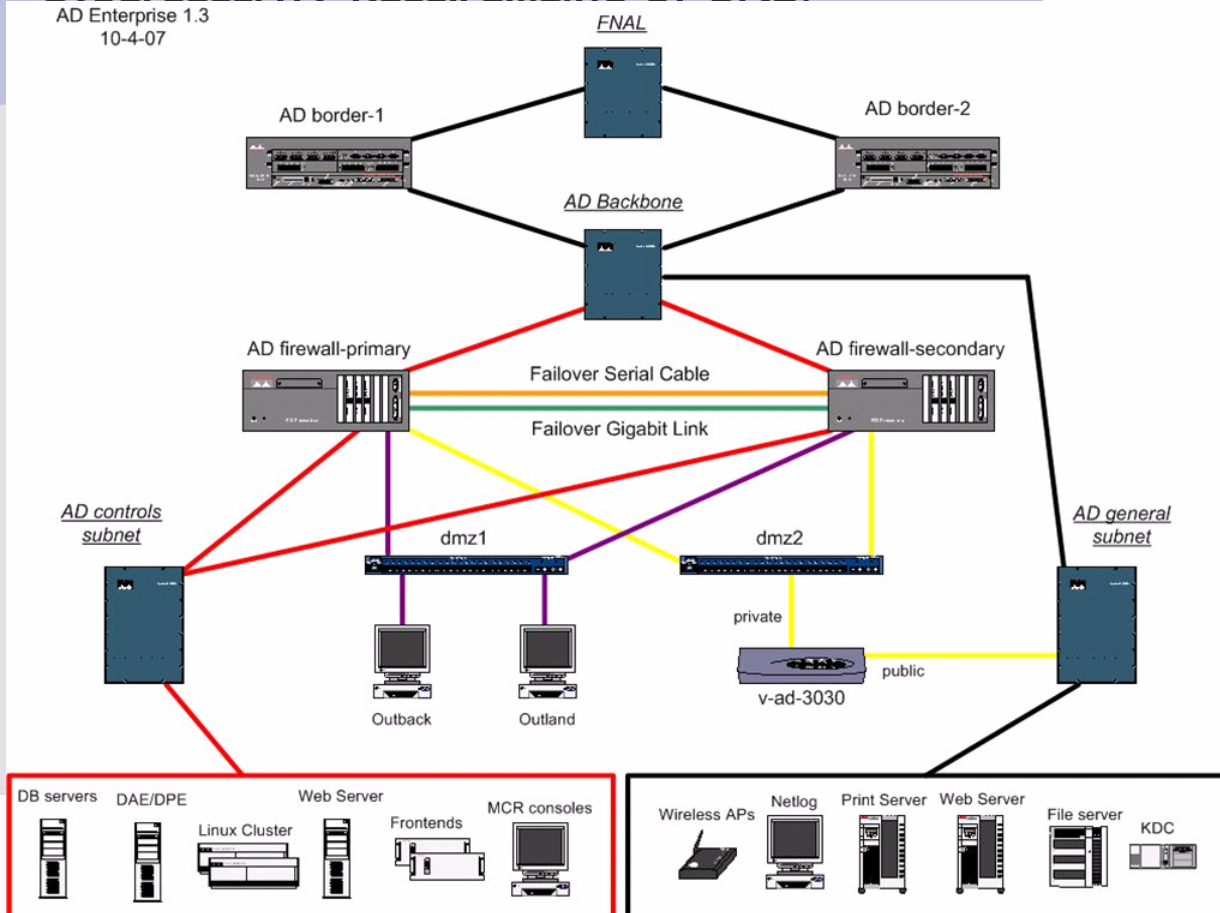 AD Enterprise 1.3
10-4-07
FNAL
AD border-1
AD border-2
AD Backbone
AD firewall-primary
AD firewall-secondary
Failover Serial Cable
Failover Gigabit Link
AD controls
subnet
dmz1
dmz2
AD general
subnet
private
public
v-ad-3030
Outback
Outland
DB servers
DAE/DPE
Linux Cluster
Web Server
Frontends
MCR consoles
Wireless APs
Netlog
Print Server
Web Server
File server
KDC